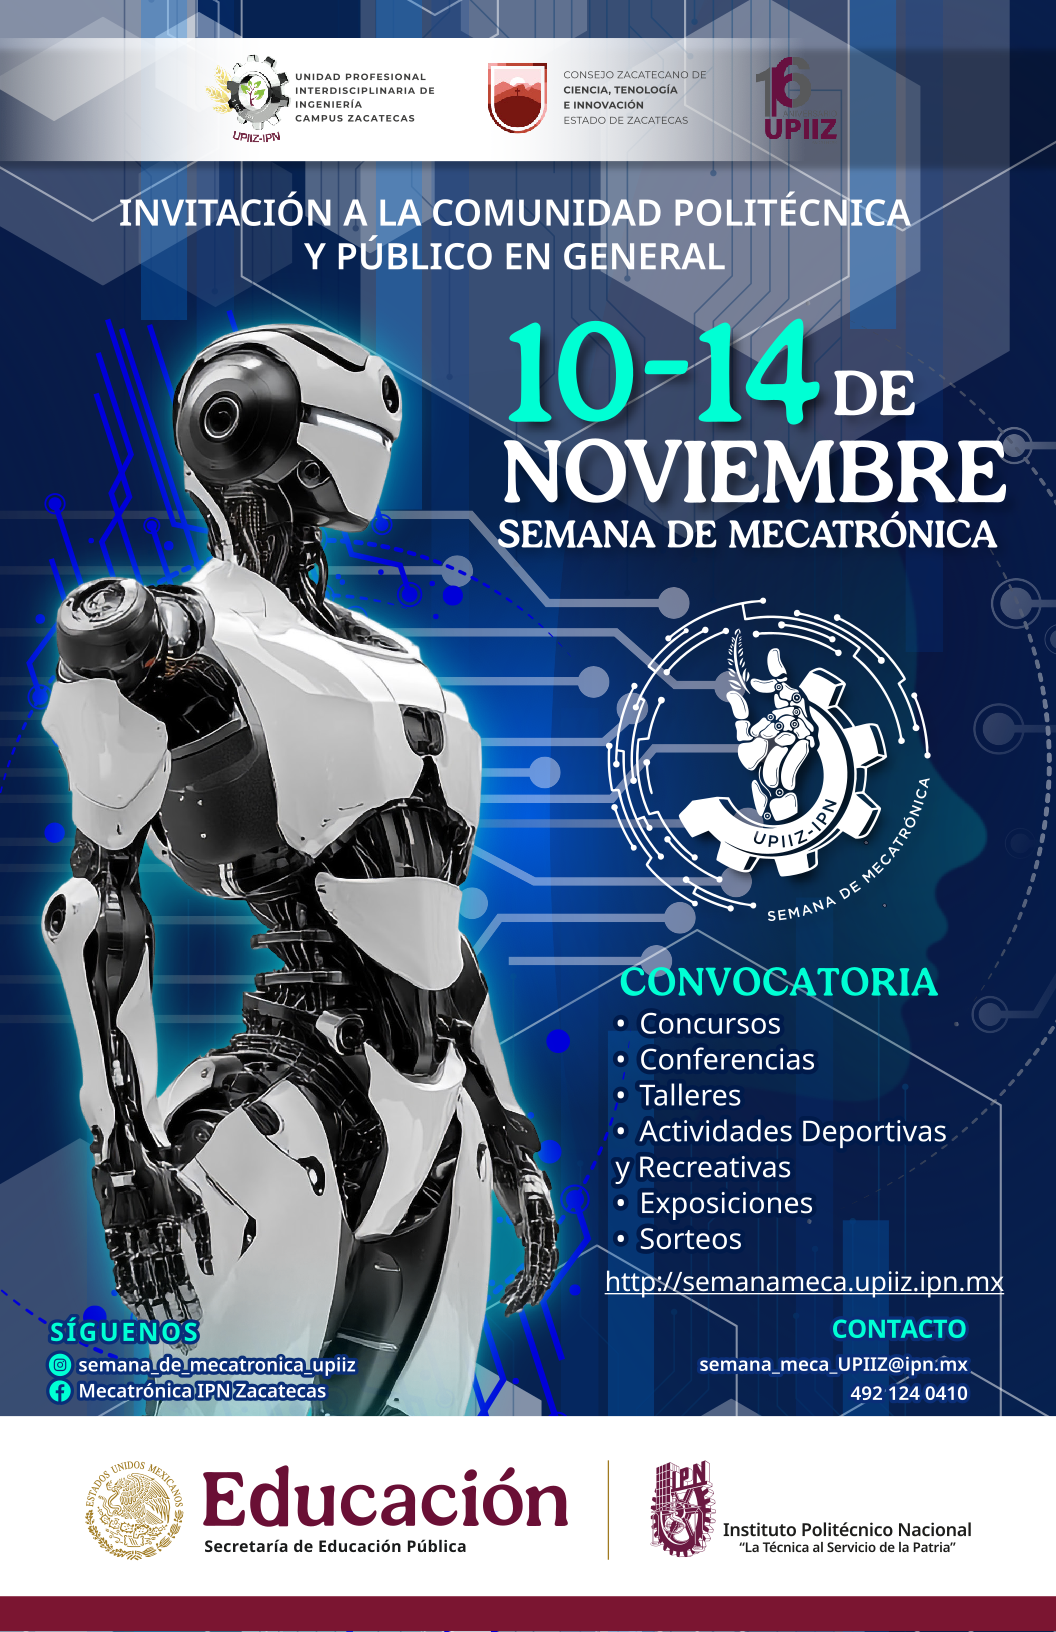 UNIDAD PROFESIONAL
INTERDISCIPLINARIA DE
INGENIERÍA
CAMPUS ZACATECAS
UPIIZ-IPN
CONSEJO ZACATECANO DE
CIENCIA, TENOLOGÍA
E INNOVACIÓN
ESTADO DE ZACATECAS
16
UPIIZ
INVITACIÓN A LA COMUNIDAD POLITÉCNICA
Y PÚBLICO EN GENERAL
10-14 DE
NOVIEMBRE
SEMANA DE MECATRÓNICA
UPIIZ-IPN
SEMANA DE MECATRÓNICA
CONVOCATORIA
• Concursos
• Conferencias
• Talleres
• Actividades Deportivas
y Recreativas
• Exposiciones
• Sorteos
http://semanameca.upiiz.ipn.mx
SÍGUENOS
semana_de_mecatronica_upiiz
Mecatrónica IPN Zacatecas
CONTACTO
semana_meca_UPIIZ@ipn.mx
492 124 0410
ESTADOS UNIDOS MEXICANOS
Educación
Secretaría de Educación Pública
IPN
Instituto Politécnico Nacional
“La Técnica al Servicio de la Patria”